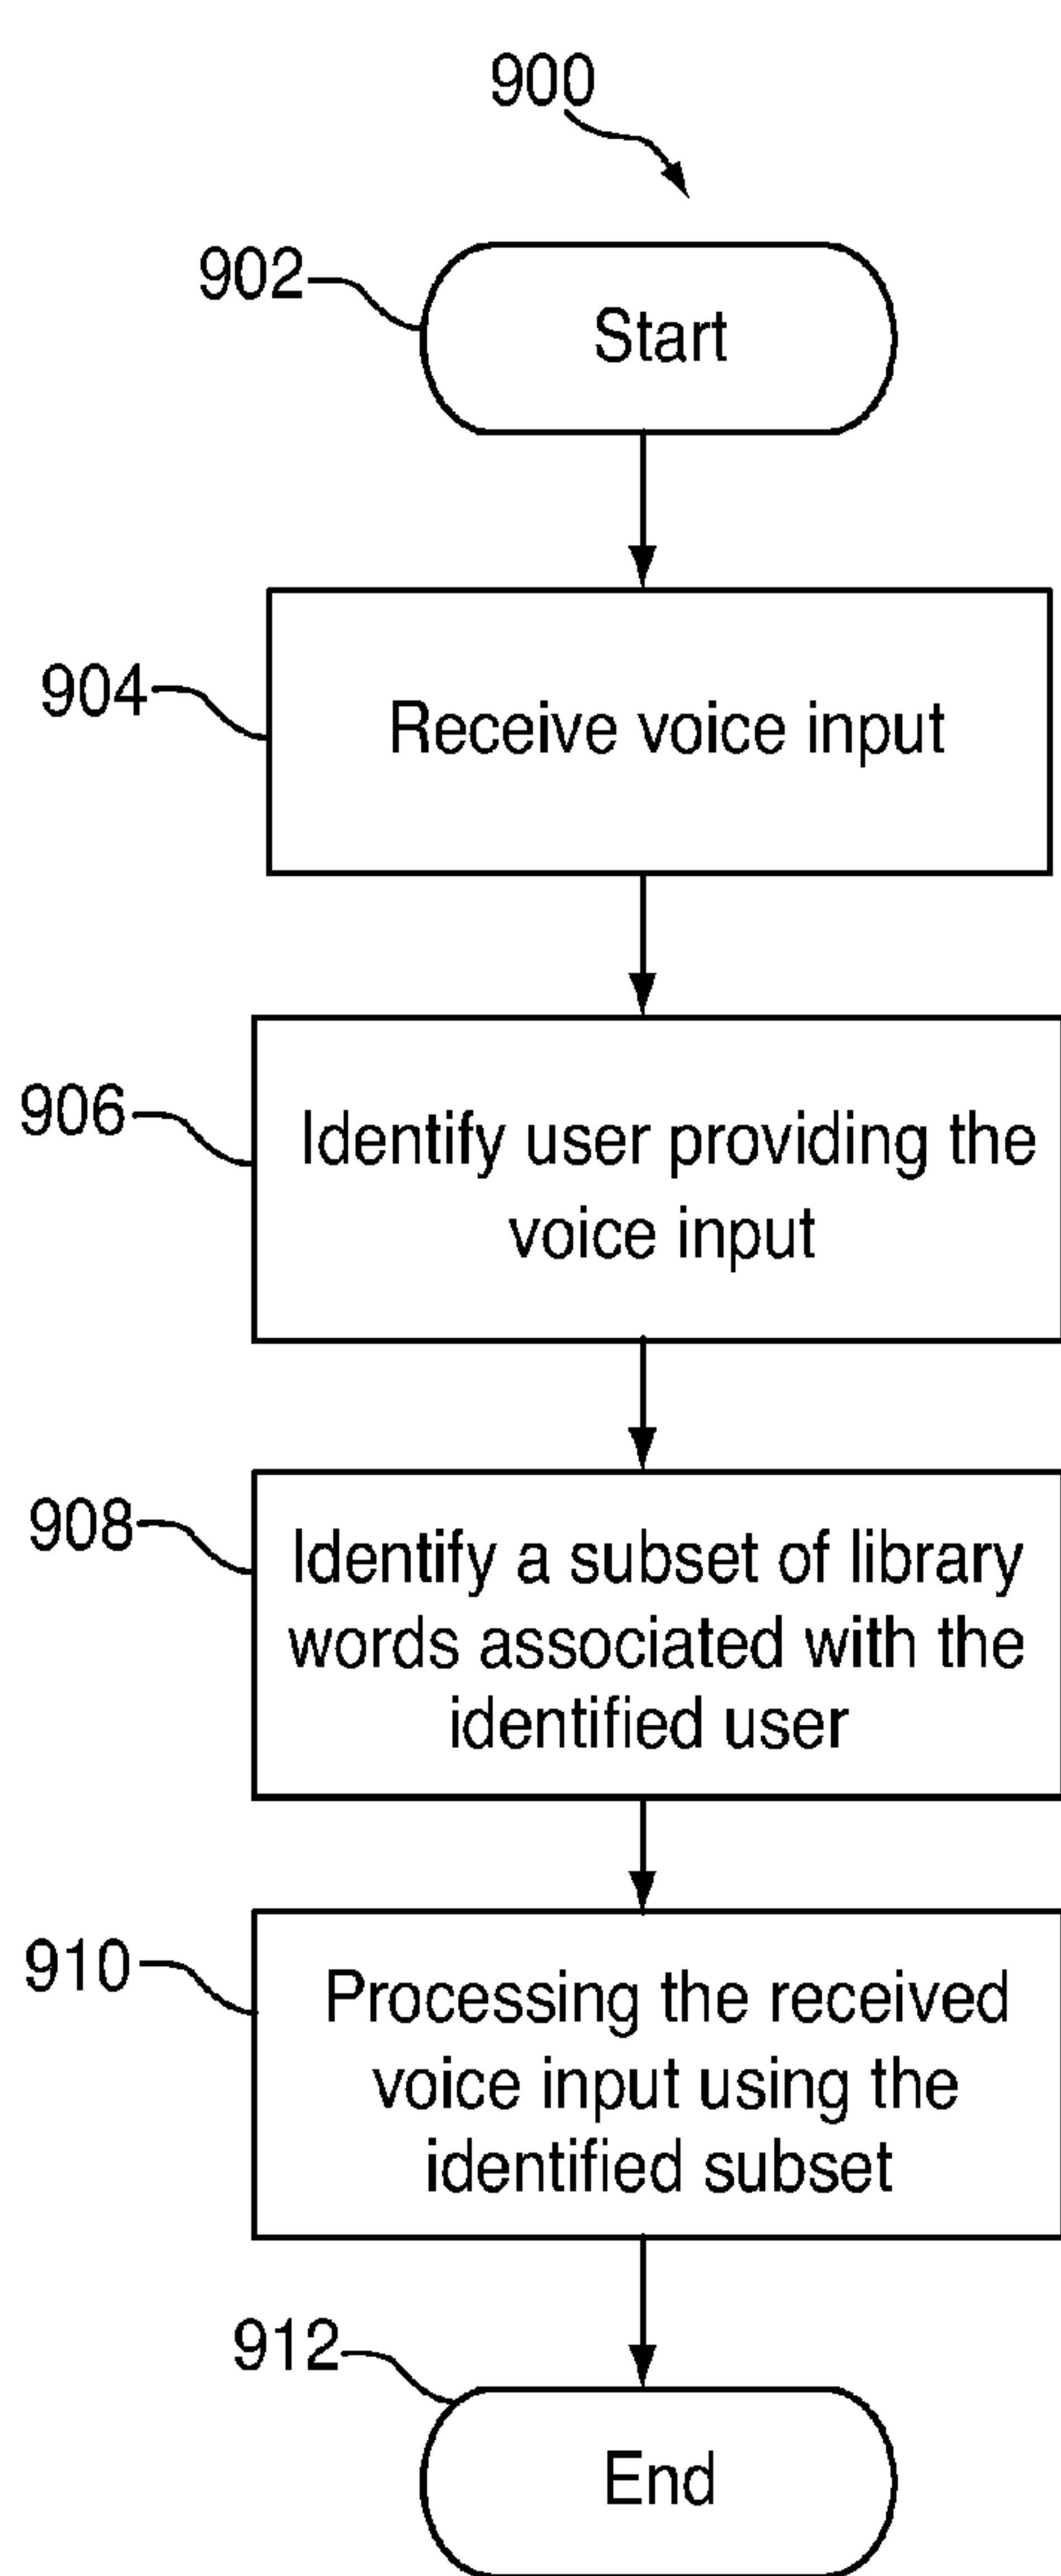 900
902
Start
904
Receive voice input
906
Identify user providing the
voice input
908
Identify a subset of library
words associated with the
identified user
910
Processing the received
voice input using the
identified subset
912
End